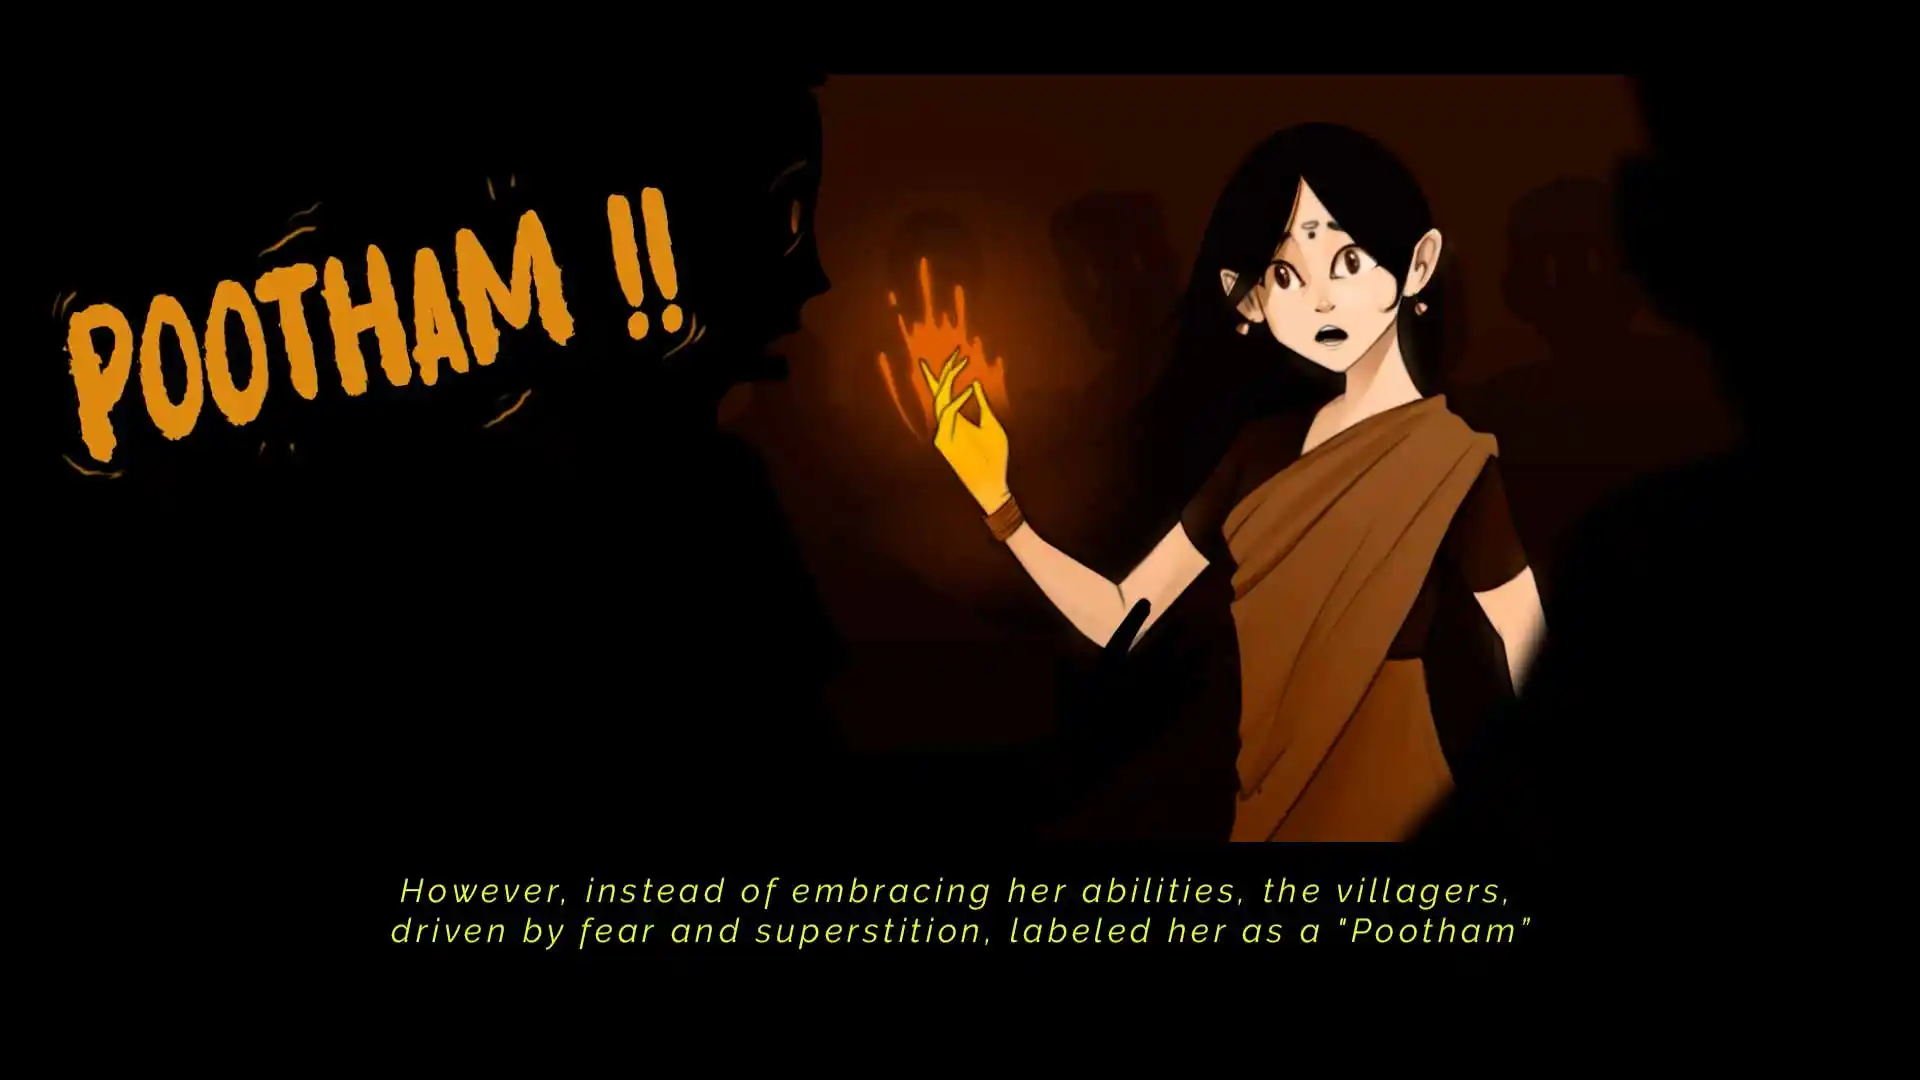 POOTHAM !!
However, instead of embracing her abilities, the villagers,
driven by fear and superstition, labeled her as a "Pootham”